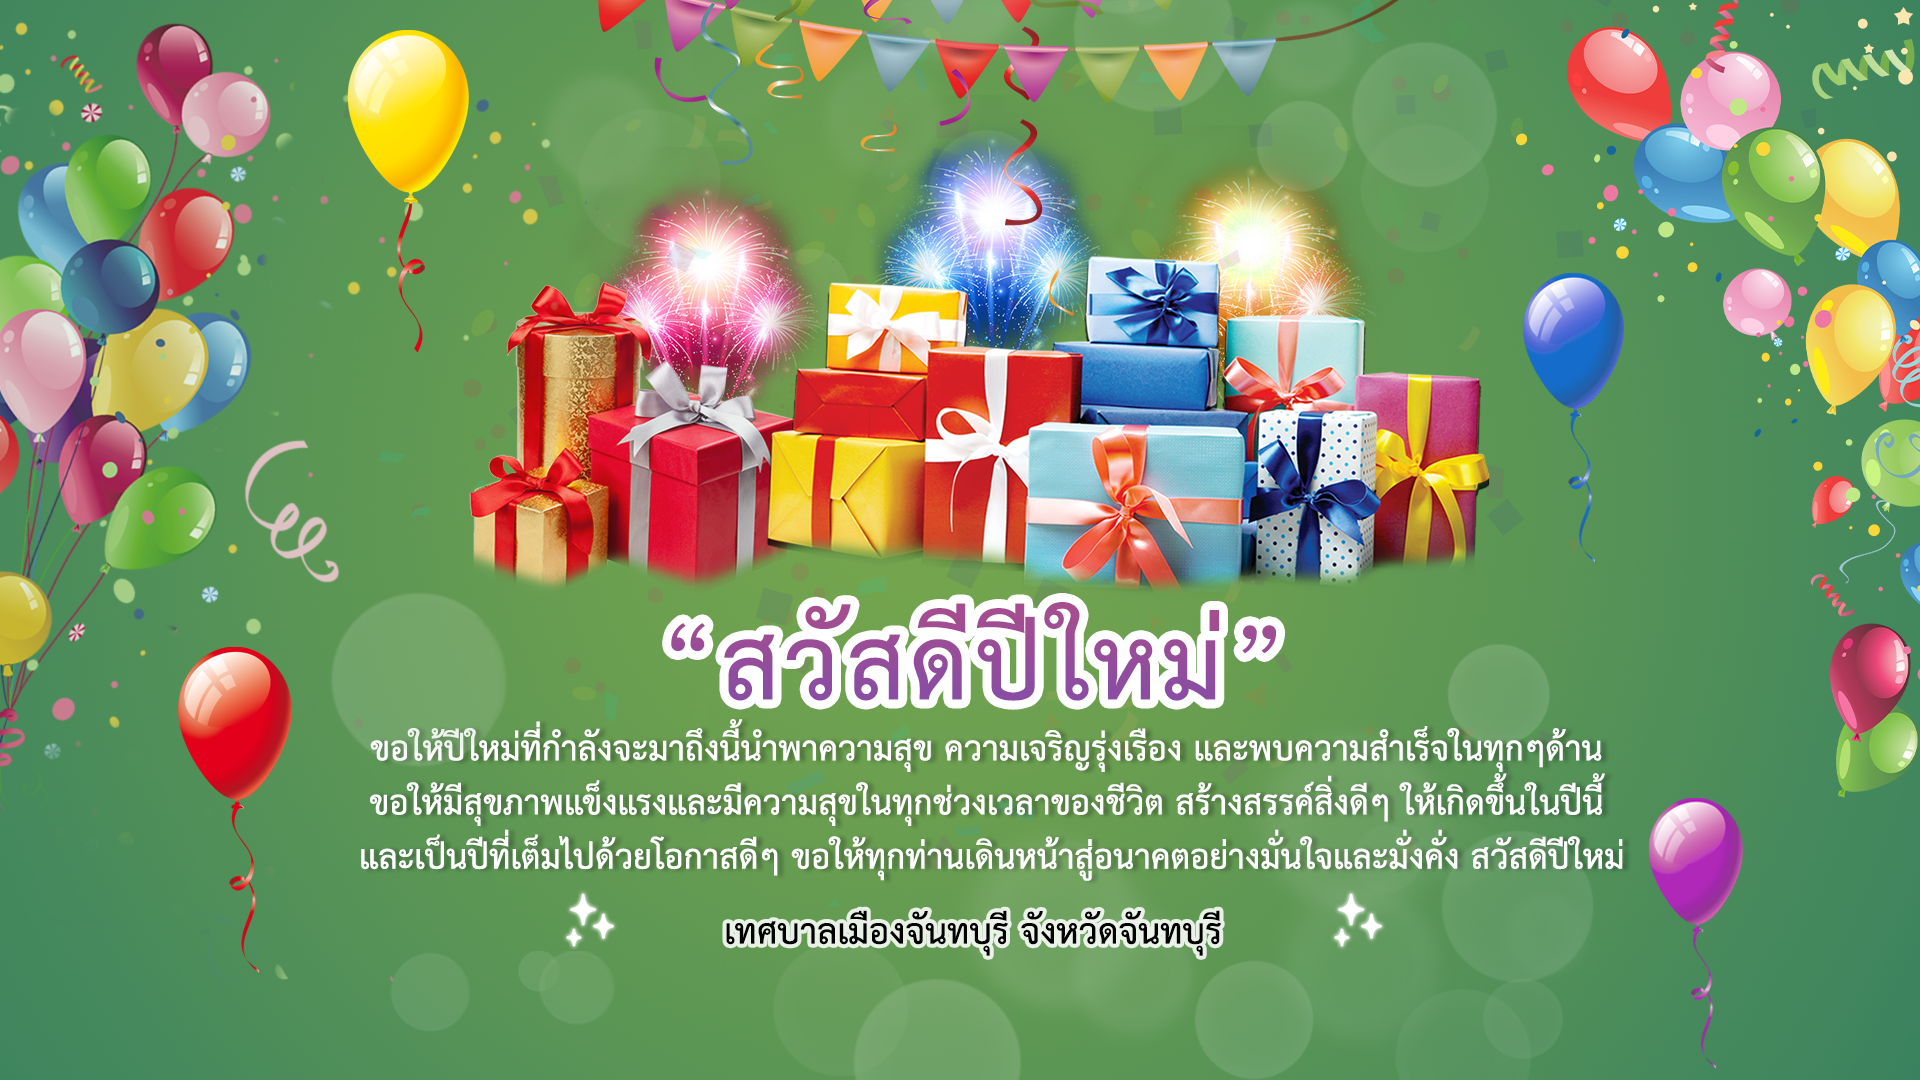 “สวัสดีปีใหม่”
ขอให้ปีใหม่ที่กำลังจะมาถึงนี้นำพาความสุข ความเจริญรุ่งเรือง และพบความสำเร็จในทุกๆด้าน
ขอให้มีสุขภาพแข็งแรงและมีความสุขในทุกช่วงเวลาของชีวิต สร้างสรรค์สิ่งดีๆ ให้เกิดขึ้นในปีนี้
และเป็นปีที่เต็มไปด้วยโอกาสดีๆ ขอให้ทุกท่านเดินหน้าสู่อนาคตอย่างมั่นใจและมั่งคั่ง สวัสดีปีใหม่
เทศบาลเมืองจันทบุรี จังหวัดจันทบุรี